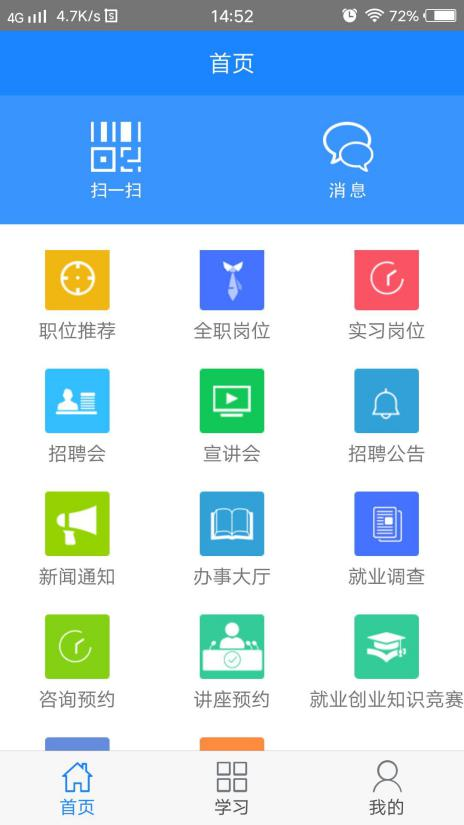 4G 4.7K/s 14:52 72%
首页
扫一扫 消息
职位推荐 全职岗位 实习岗位
招聘会 宣讲会 招聘公告
新闻通知 办事大厅 就业调查
咨询预约 讲座预约 就业创业知识竞赛
首页 学习 我的